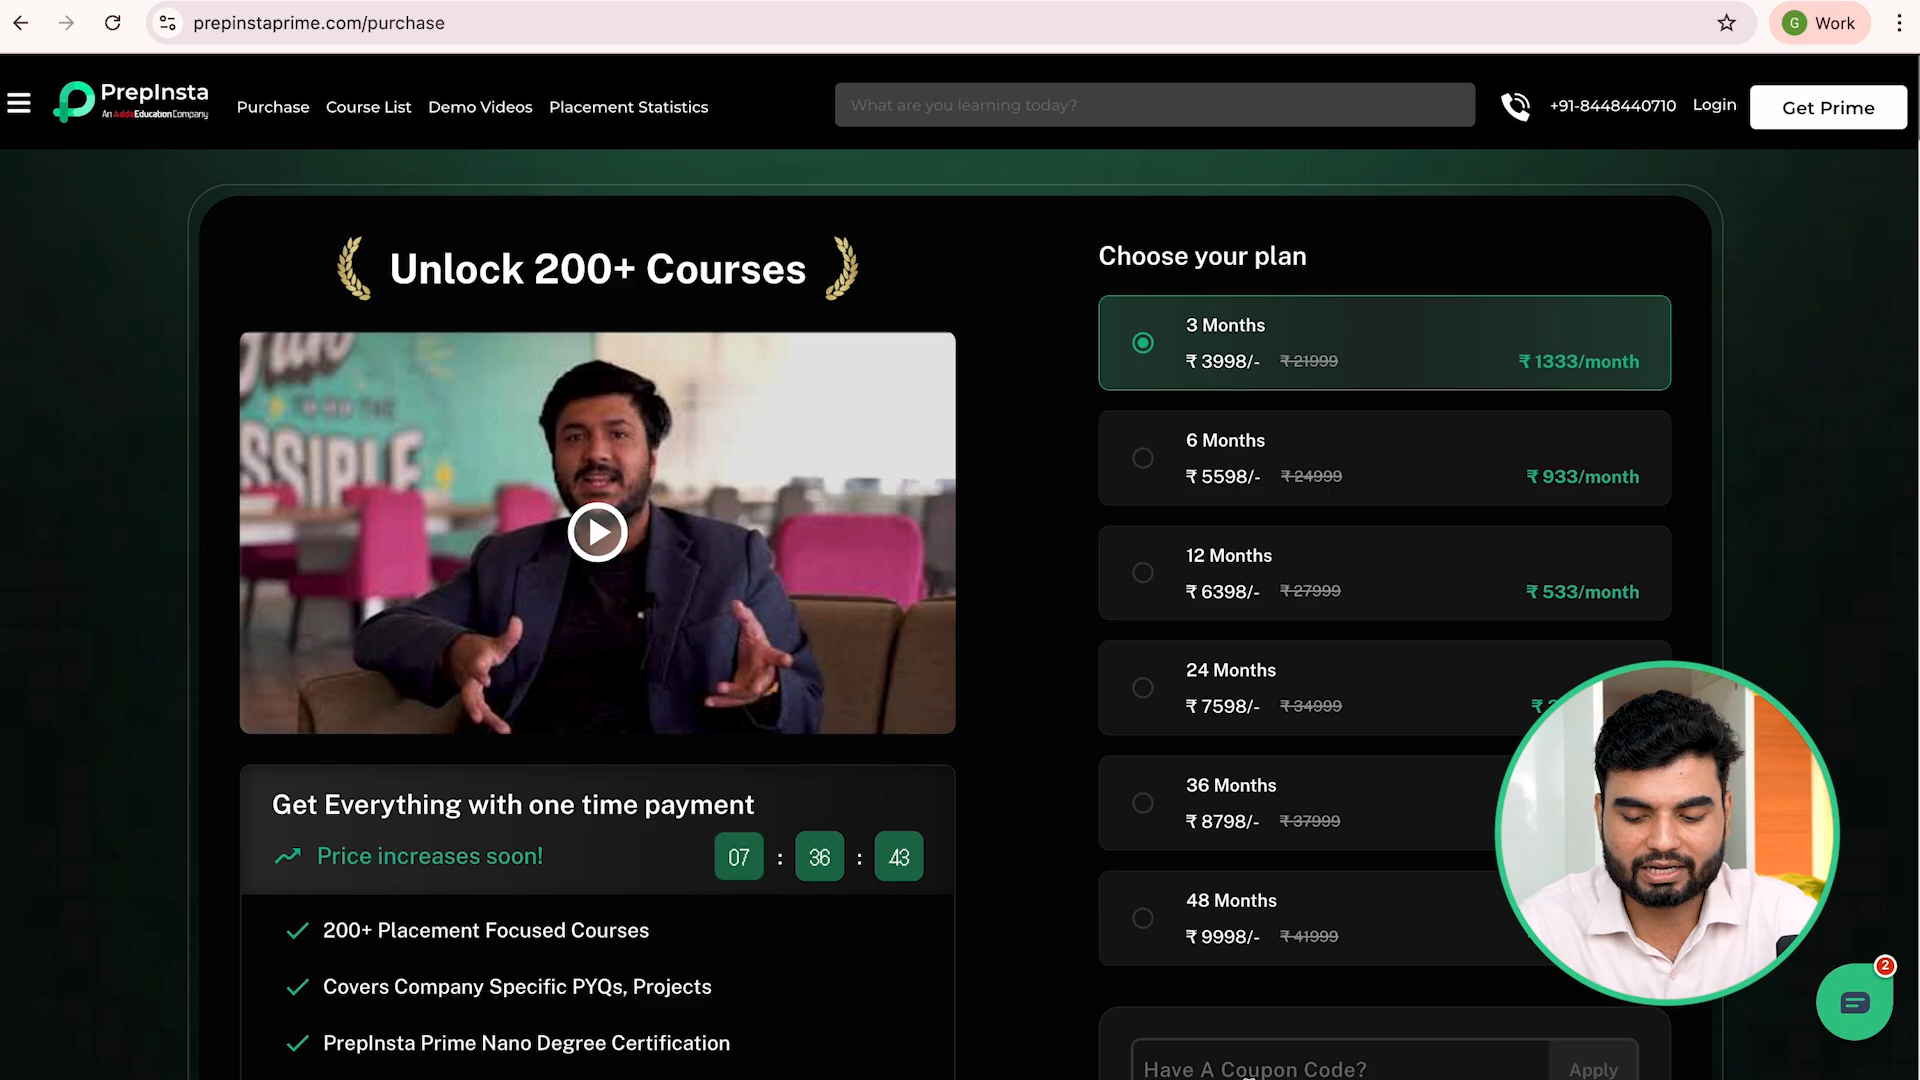 prepinstaprime.com/purchase
G Work
PrepInsta
An Adda Education Company
Purchase Course List Demo Videos Placement Statistics
What are you learning today?
+91-8448440710 Login Get Prime
Unlock 200+ Courses
SSIPLE
Get Everything with one time payment
Price increases soon!
07 : 36 : 43
200+ Placement Focused Courses
Covers Company Specific PYQs, Projects
PrepInsta Prime Nano Degree Certification
Choose your plan
3 Months
₹ 3998/- ₹ 21999 ₹ 1333/month
6 Months
₹ 5598/- ₹ 24999 ₹ 933/month
12 Months
₹ 6398/- ₹ 27999 ₹ 533/month
24 Months
₹ 7598/- ₹ 34999 ₹
36 Months
₹ 8798/- ₹ 37999
48 Months
₹ 9998/- ₹ 41999
Have A Coupon Code? Apply
2